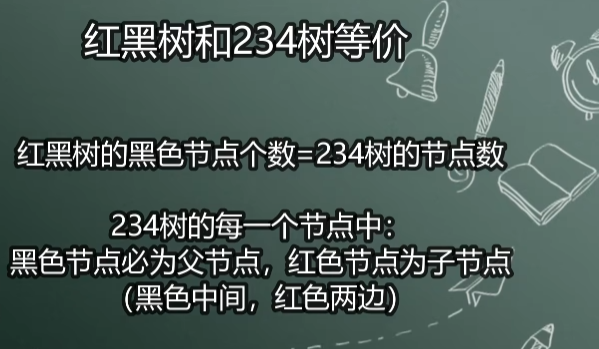 红黑树和234树等价
红黑树的黑色节点个数=234树的节点数
234树的每一个节点中：
黑色节点必为父节点，红色节点为子节点
（黑色中间，红色两边）